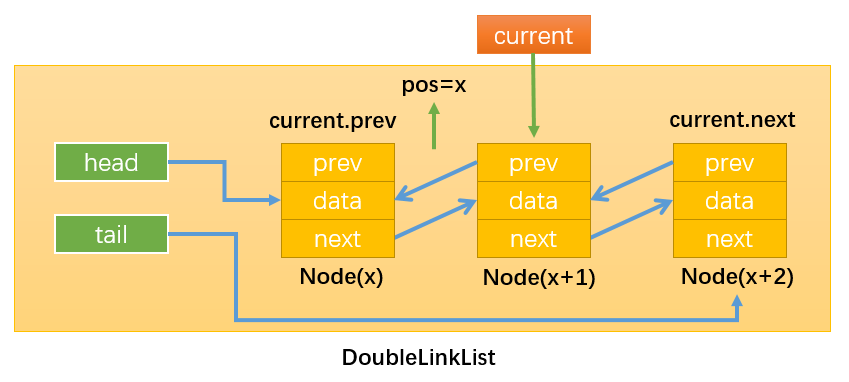 current
pos=x
current.prev
current.next
head
prev
prev
prev
data
data
data
tail
next
next
next
Node(x)
Node(x+1)
Node(x+2)
DoubleLinkList